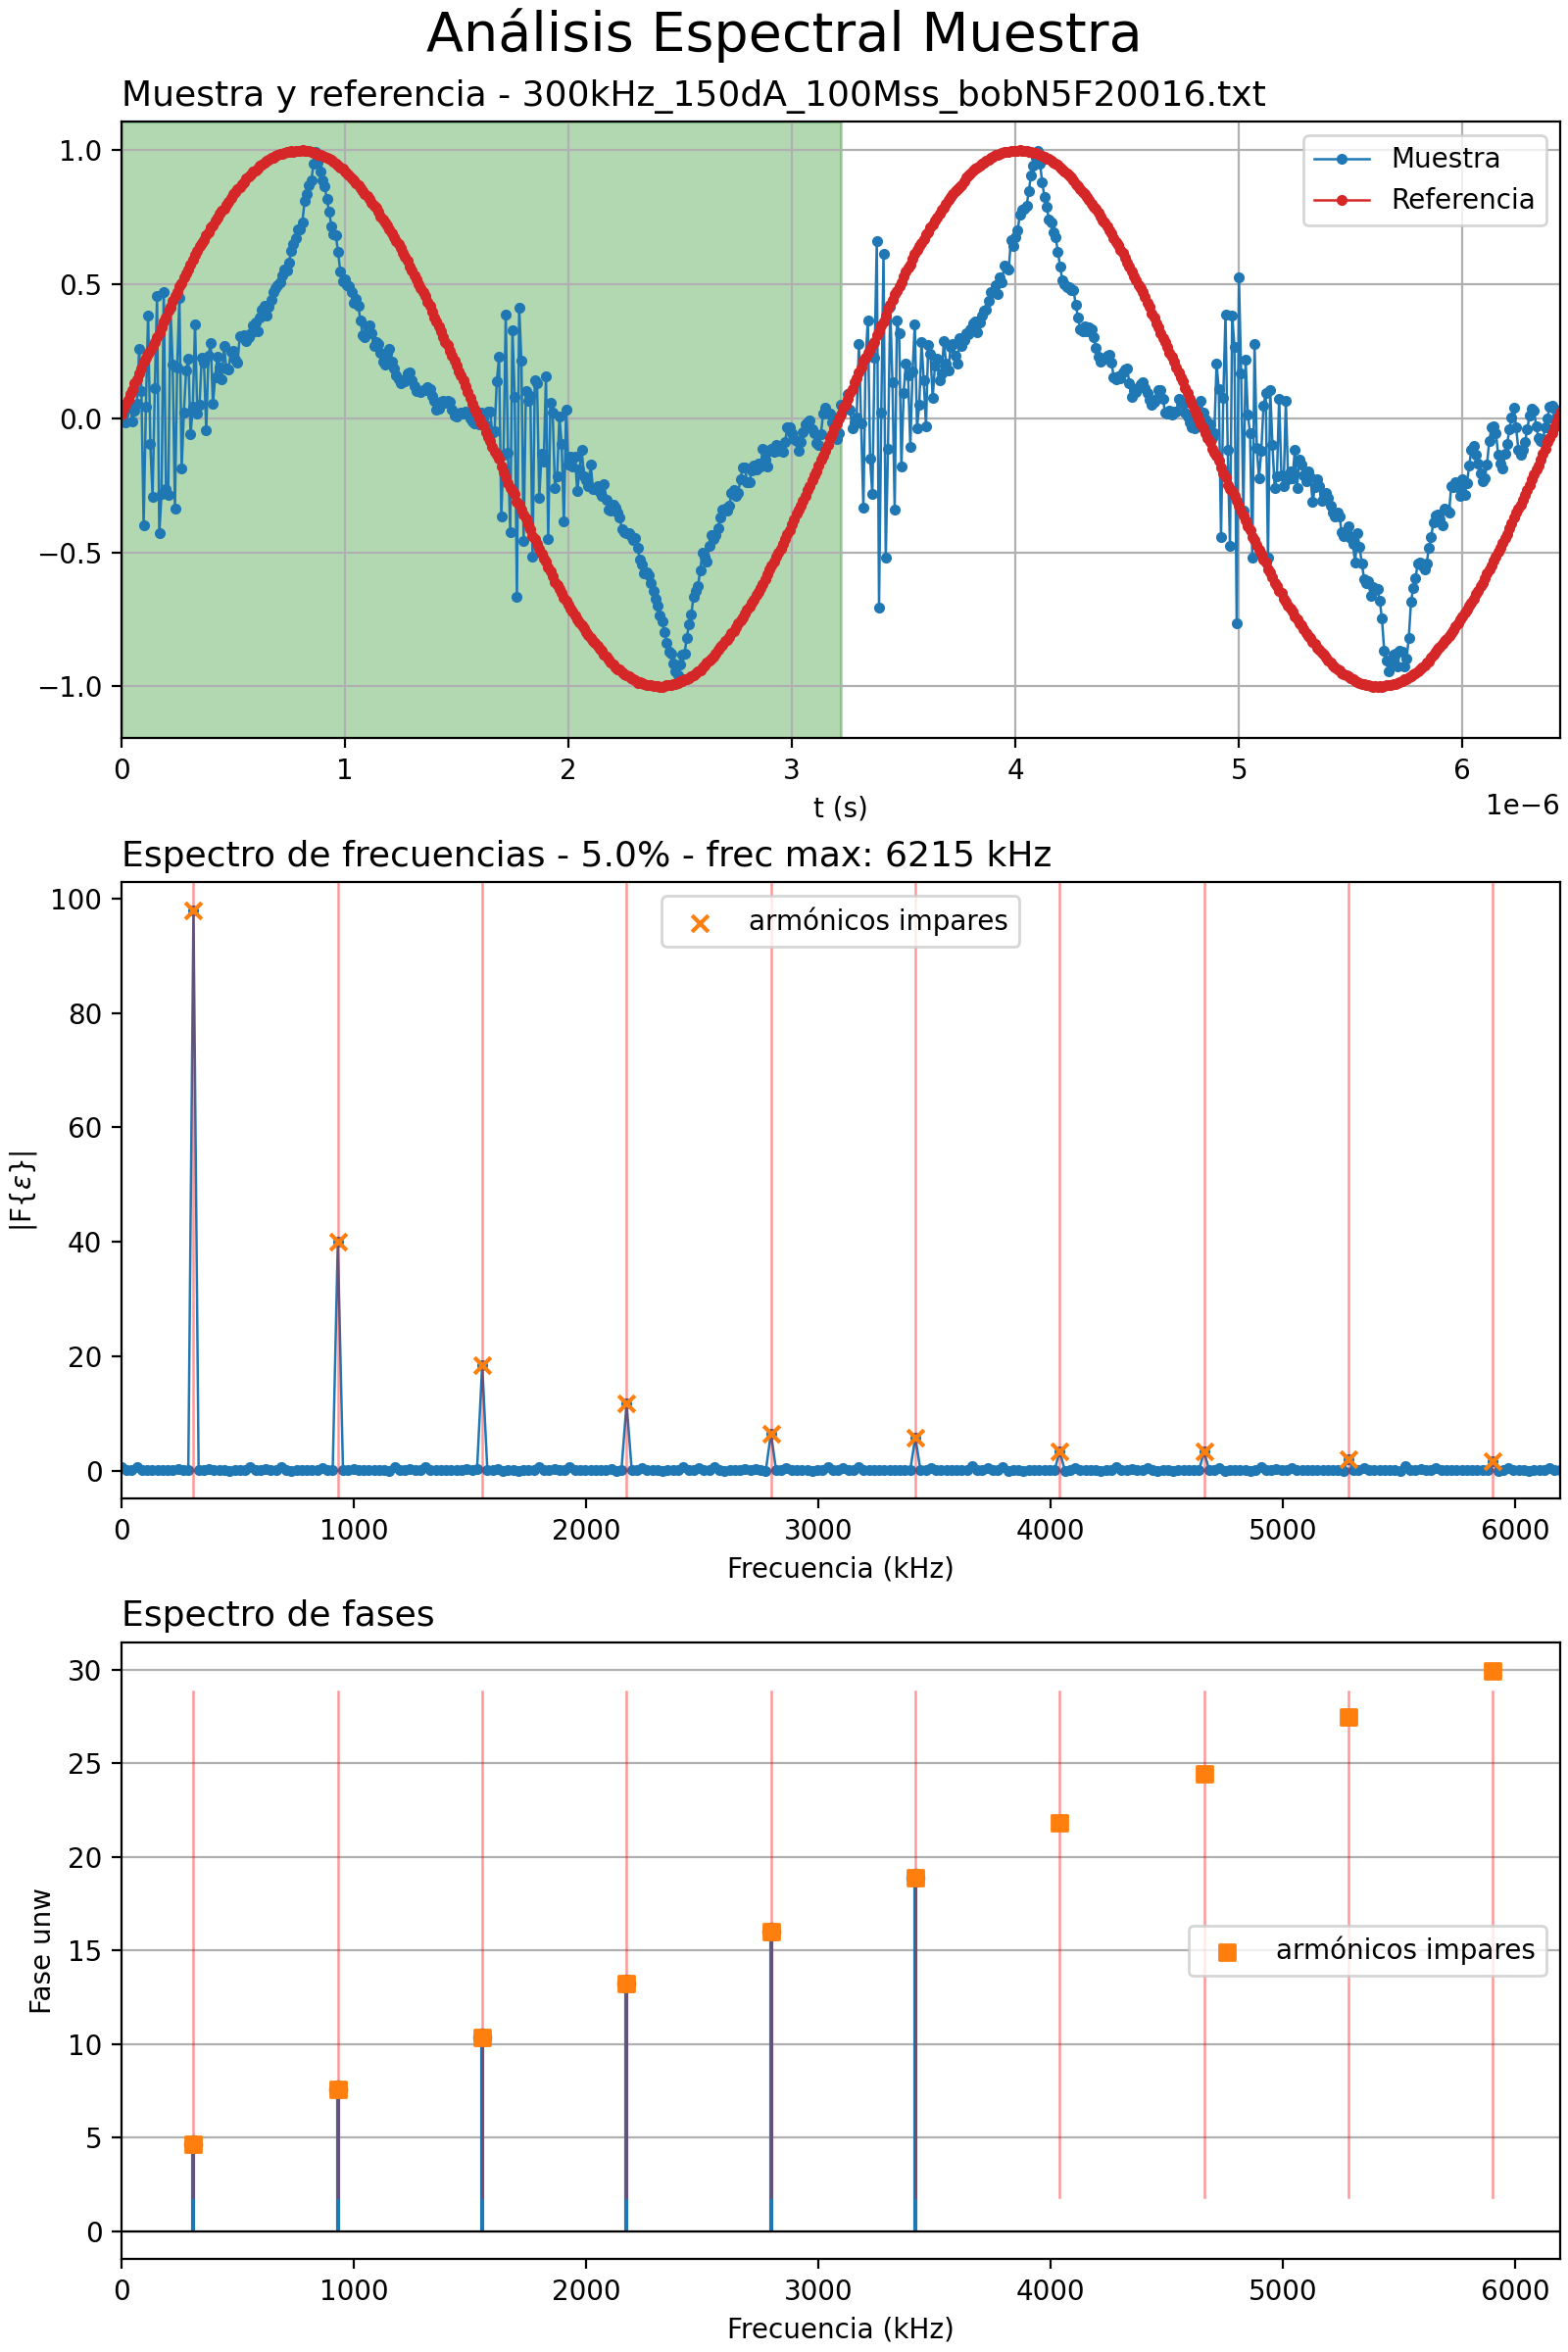 Análisis Espectral Muestra
Muestra y referencia - 300kHz_150dA_100Mss_bobN5F20016.txt
1.0
0.5
0.0
−0.5
−1.0
Muestra
Referencia
0 1 2 3 4 5 6
1e−6
t (s)
Espectro de frecuencias - 5.0% - frec max: 6215 kHz
100
80
60
40
20
0
|F{ε}|
armónicos impares
0 1000 2000 3000 4000 5000 6000
Frecuencia (kHz)
Espectro de fases
30
25
20
15
10
5
0
Fase unw
armónicos impares
0 1000 2000 3000 4000 5000 6000
Frecuencia (kHz)